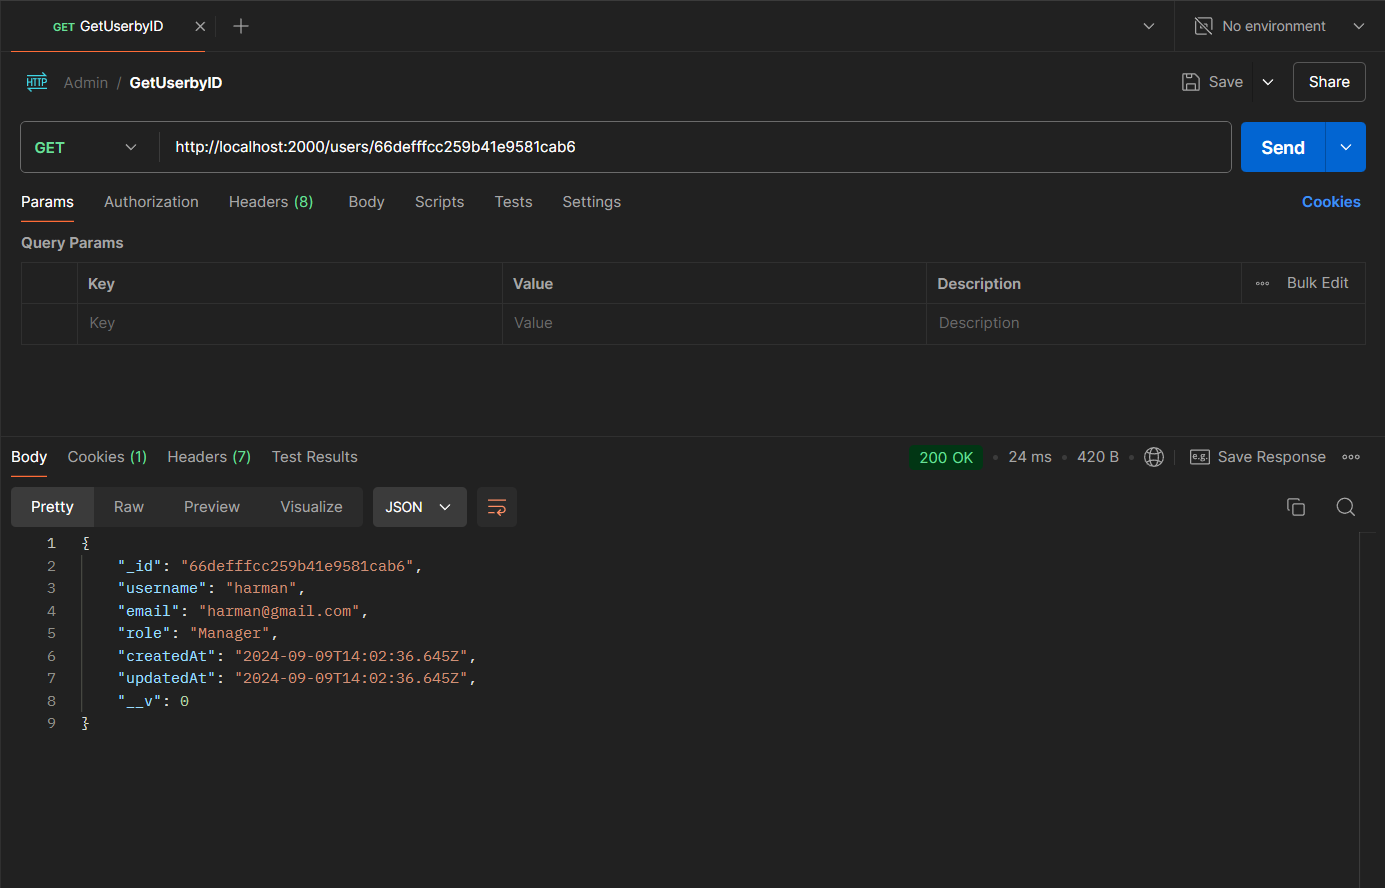 GET GetUserbyID
No environment
HTTP Admin / GetUserbyID
Save
Share
GET http://localhost:2000/users/66defffcc259b41e9581cab6
Send
Params Authorization Headers (8) Body Scripts Tests Settings Cookies
Query Params
Key Value Description Bulk Edit
Key Value Description
Body Cookies (1) Headers (7) Test Results 200 OK 24 ms 420 B e.g. Save Response
Pretty Raw Preview Visualize JSON
1 {
2 "_id": "66defffcc259b41e9581cab6",
3 "username": "harman",
4 "email": "harman@gmail.com",
5 "role": "Manager",
6 "createdAt": "2024-09-09T14:02:36.645Z",
7 "updatedAt": "2024-09-09T14:02:36.645Z",
8 "__v": 0
9 }